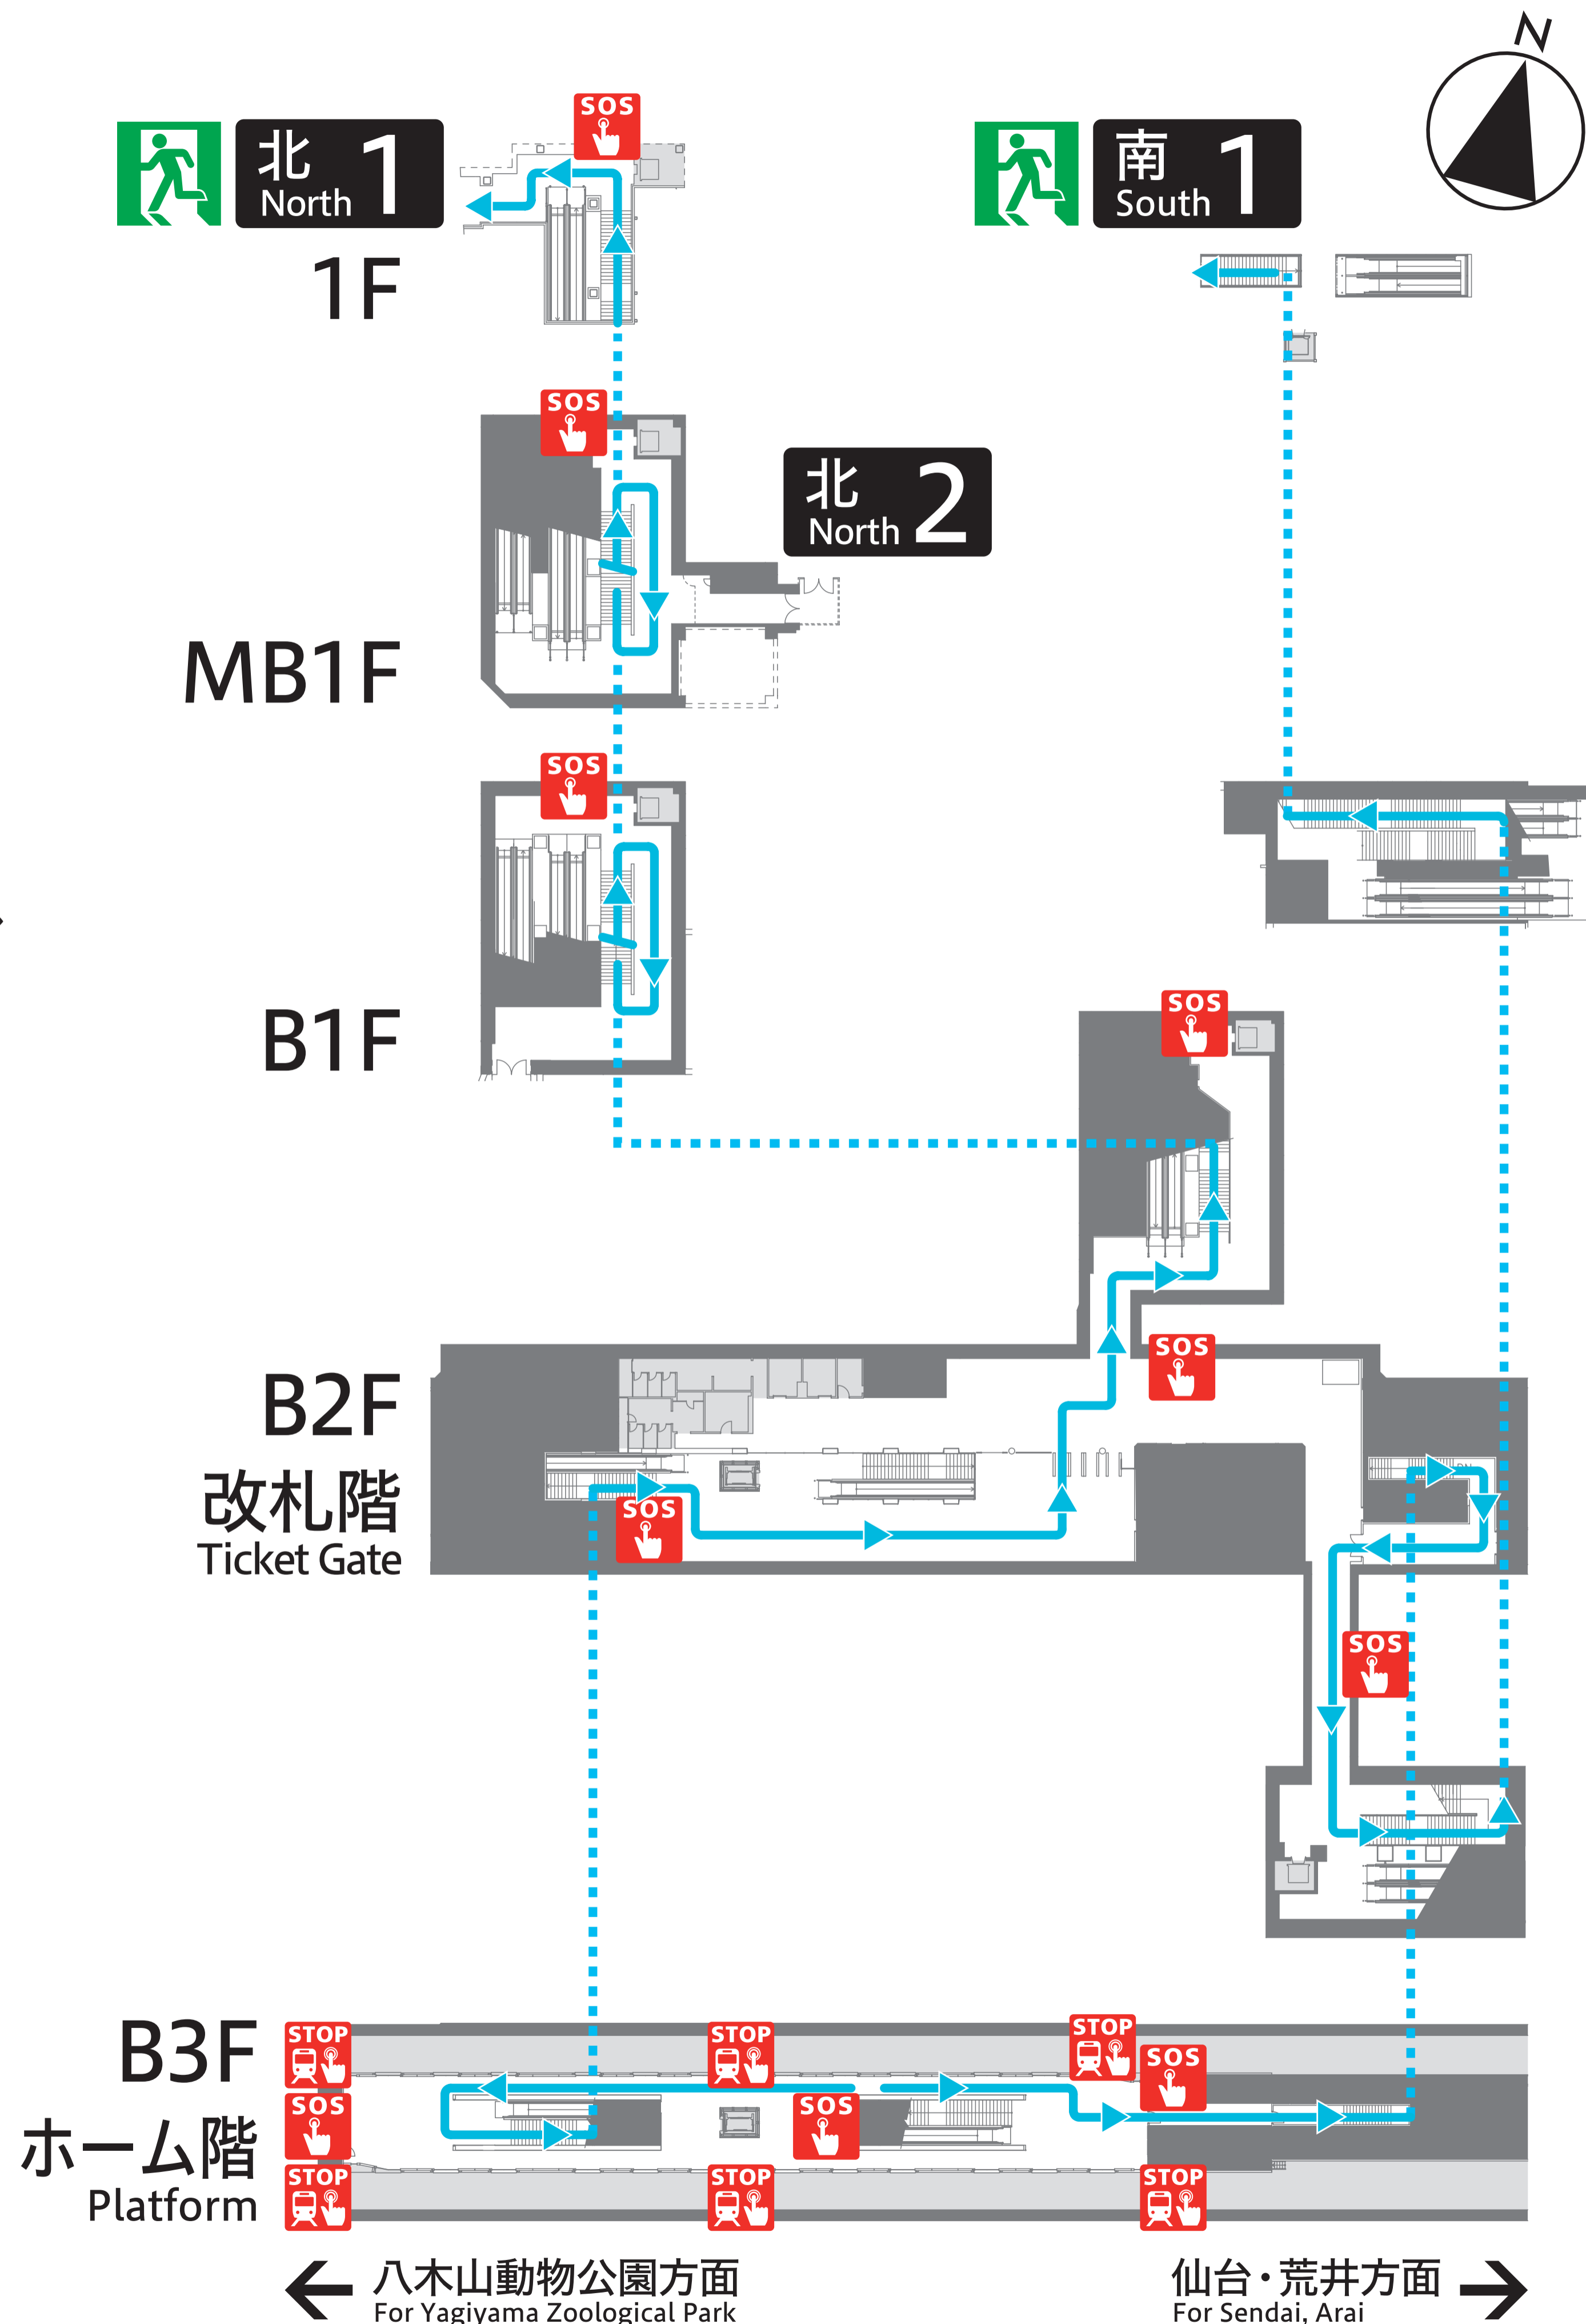 N
SOS
北 1
North
南 1
South
1F
SOS
北 2
North
MB1F
SOS
B1F
SOS
SOS
B2F
改札階
Ticket Gate
SOS
SOS
B3F
ホーム階
Platform
STOP
STOP
STOP
SOS
SOS
SOS
STOP
STOP
STOP
八木山動物公園方面
For Yagiyama Zoological Park
仙台・荒井方面
For Sendai, Arai